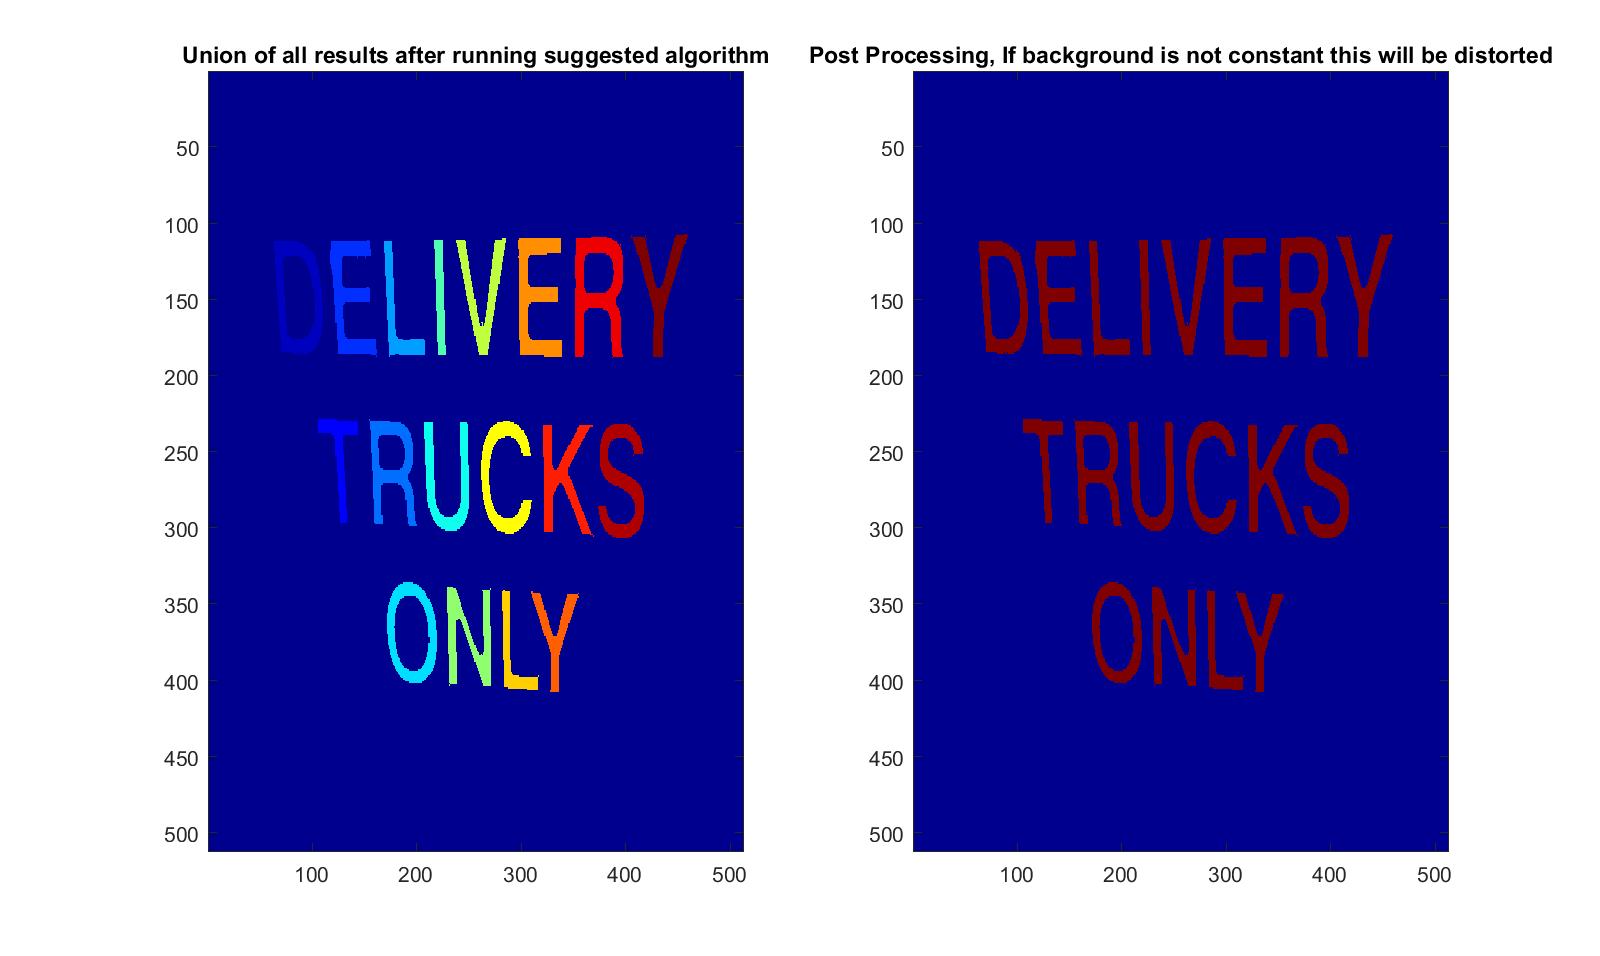 Union of all results after running suggested algorithm
50
100
150
200
250
300
350
400
450
500
DELIVERY
TRUCKS
ONLY
100 200 300 400 500
Post Processing, If background is not constant this will be distorted
50
100
150
200
250
300
350
400
450
500
DELIVERY
TRUCKS
ONLY
100 200 300 400 500